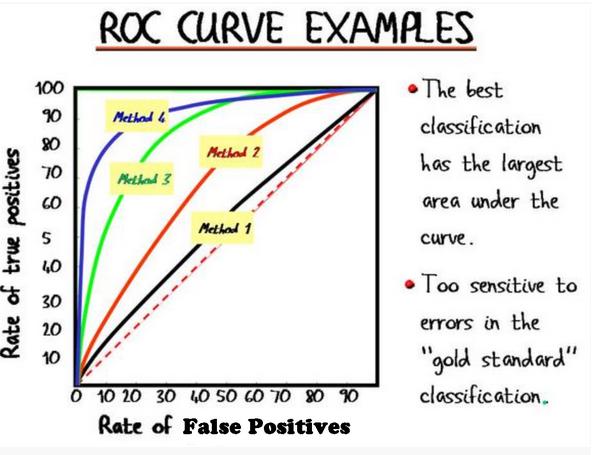 ROC CURVE EXAMPLES
100
90
80
70
60
5
40
30
20
10
Rate of true positives
Method 4
Method 2
Method 3
Method 1
0 10 20 30 40 50 60 70 80 90
Rate of False Positives
• The best
classification
has the largest
area under the
curve.
• Too sensitive to
errors in the
"gold standard"
classification.